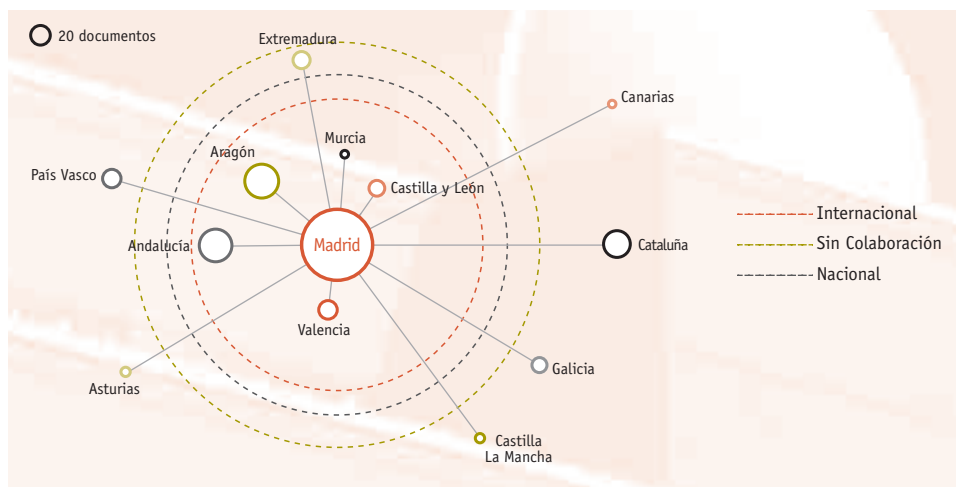 20 documentos
Extremadura
Canarias
Murcia
Aragón
País Vasco
Castilla y León
Internacional
Andalucía
Madrid
Cataluña
Sin Colaboración
Nacional
Valencia
Galicia
Asturias
Castilla
La Mancha